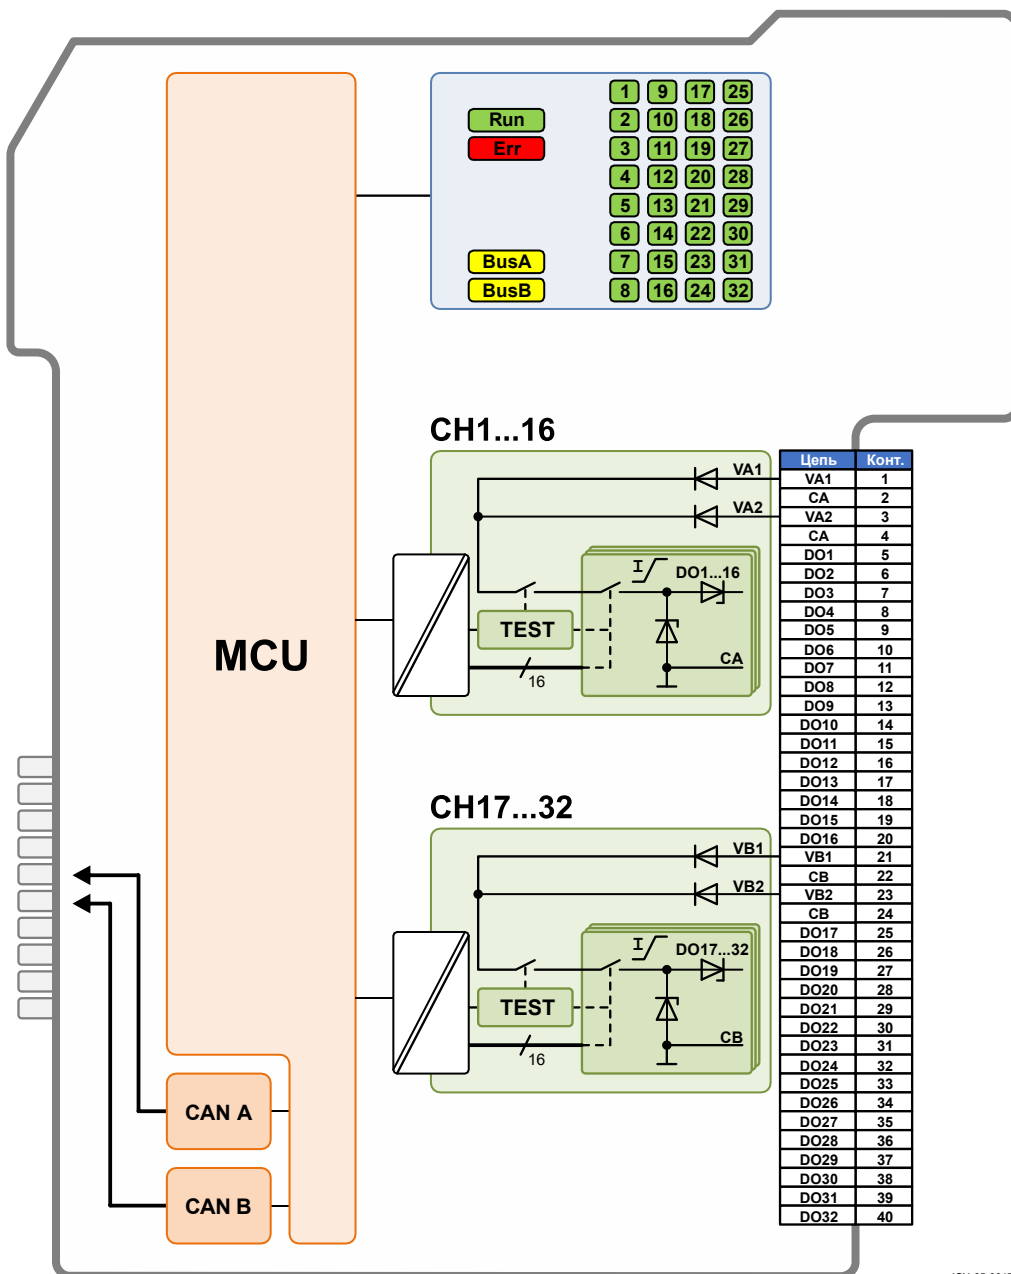 1 9 17 25
Run 2 10 18 26
Err 3 11 19 27
4 12 20 28
5 13 21 29
6 14 22 30
BusA 7 15 23 31
BusB 8 16 24 32
MCU
CH1...16
VA1
VA2
I DO1...16
TEST
CA
16
CH17...32
VB1
VB2
I DO17...32
TEST
CB
16
CAN A
CAN B
Цепь Конт.
VA1 1
CA 2
VA2 3
CA 4
DO1 5
DO2 6
DO3 7
DO4 8
DO5 9
DO6 10
DO7 11
DO8 12
DO9 13
DO10 14
DO11 15
DO12 16
DO13 17
DO14 18
DO15 19
DO16 20
VB1 21
CB 22
VB2 23
CB 24
DO17 25
DO18 26
DO19 27
DO20 28
DO21 29
DO22 30
DO23 31
DO24 32
DO25 33
DO26 34
DO27 35
DO28 36
DO29 37
DO30 38
DO31 39
DO32 40